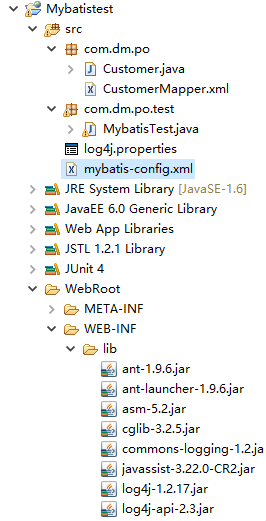 Mybatistest
src
com.dm.po
Customer.java
CustomerMapper.xml
com.dm.po.test
MybatisTest.java
log4j.properties
mybatis-config.xml
JRE System Library [JavaSE-1.6]
JavaEE 6.0 Generic Library
Web App Libraries
JSTL 1.2.1 Library
JUnit 4
WebRoot
META-INF
WEB-INF
lib
ant-1.9.6.jar
ant-launcher-1.9.6.jar
asm-5.2.jar
cglib-3.2.5.jar
commons-logging-1.2.ja
javassist-3.22.0-CR2.jar
log4j-1.2.17.jar
log4j-api-2.3.jar